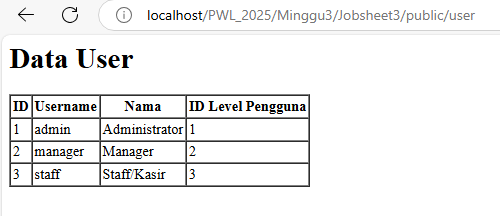 localhost/PWL_2025/Minggu3/Jobsheet3/public/user
Data User
ID Username Nama ID Level Pengguna
1 admin Administrator 1
2 manager Manager 2
3 staff Staff/Kasir 3